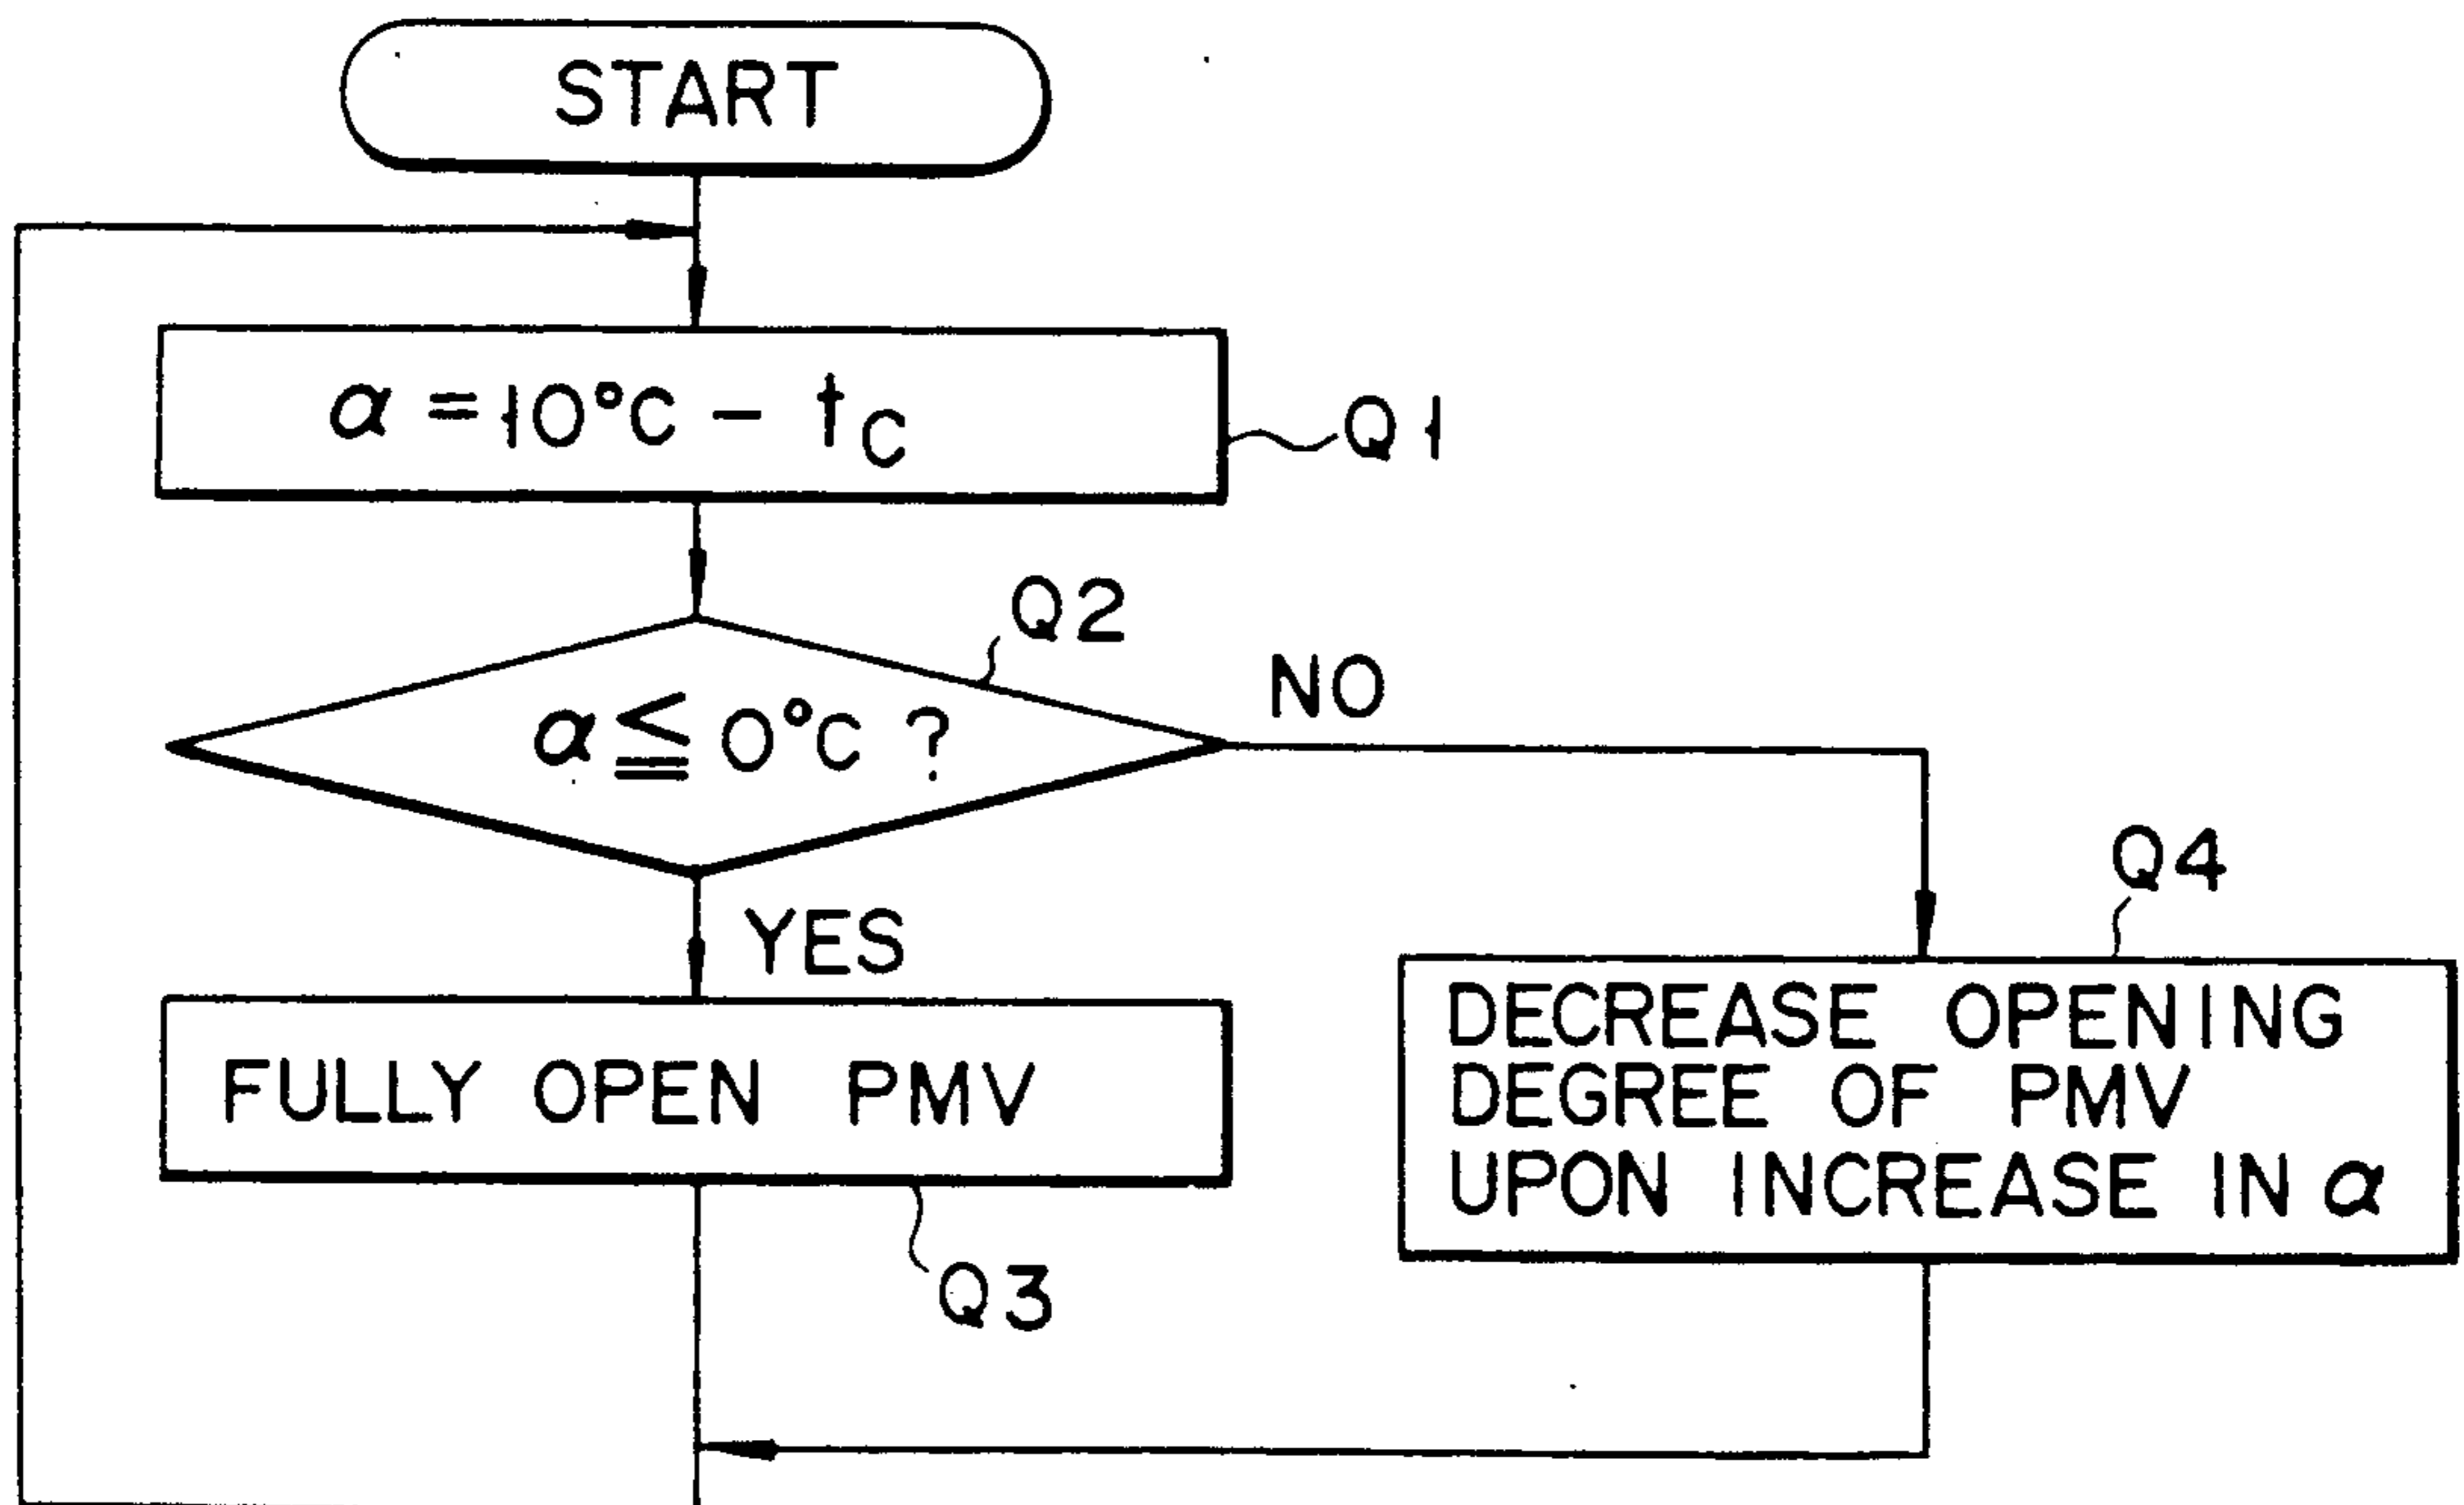 START
α = 10°C - tC
Q1
Q2
α ≦ 0°C ?
NO
YES
Q4
FULLY OPEN PMV
DECREASE OPENING
DEGREE OF PMV
UPON INCREASE IN α
Q3